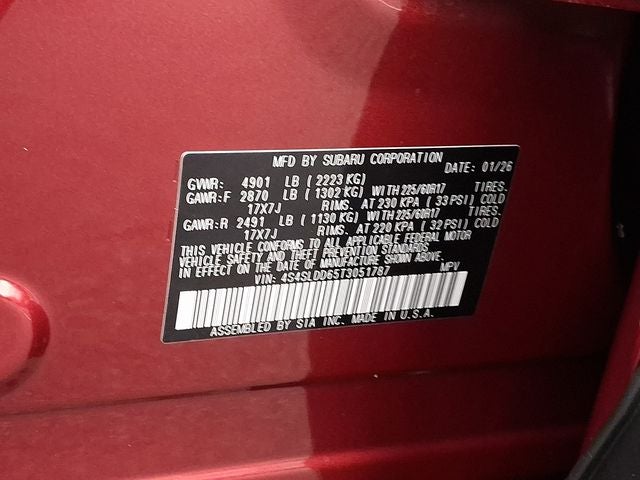 MFD BY SUBARU CORPORATION
DATE: 01/26
GVWR: 4901 LB (2223 KG)
GAWR:F 2870 LB (1302 KG) WITH 225/60R17 TIRES.
17X7J RIMS. AT 230 KPA (33 PSI) COLD
GAWR:R 2491 LB (1130 KG) WITH 225/60R17 TIRES.
17X7J RIMS. AT 220 KPA (32 PSI) COLD
THIS VEHICLE CONFORMS TO ALL APPLICABLE FEDERAL MOTOR
VEHICLE SAFETY AND THEFT PREVENTION STANDARDS
IN EFFECT ON THE DATE OF MANUFACTURE SHOWN ABOVE.
VIN: 4S4SLDD65T3051787 MPV
ASSEMBLED BY SIA INC. MADE IN U.S.A.